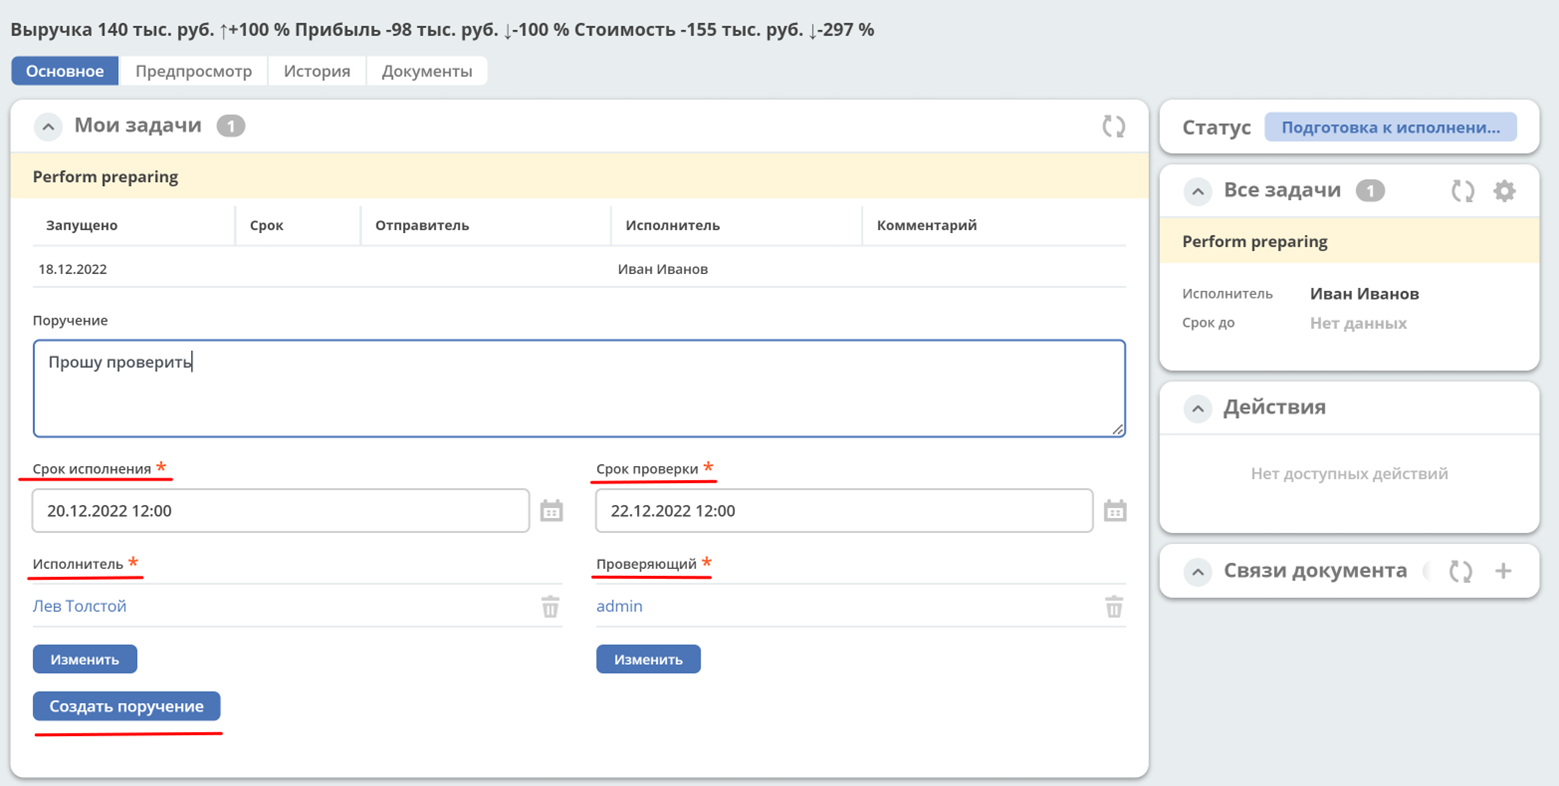 Выручка 140 тыс. руб. ↑+100 % Прибыль -98 тыс. руб. ↓-100 % Стоимость -155 тыс. руб. ↓-297 %
Основное Предпросмотр История Документы
Мои задачи 1
Perform preparing
Запущено Срок Отправитель Исполнитель Комментарий
18.12.2022 Иван Иванов
Поручение
Прошу проверить
Срок исполнения * Срок проверки *
20.12.2022 12:00 22.12.2022 12:00
Исполнитель * Проверяющий *
Лев Толстой admin
Изменить Изменить
Создать поручение
Статус Подготовка к исполнени...
Все задачи 1
Perform preparing
Исполнитель Иван Иванов
Срок до Нет данных
Действия
Нет доступных действий
Связи документа